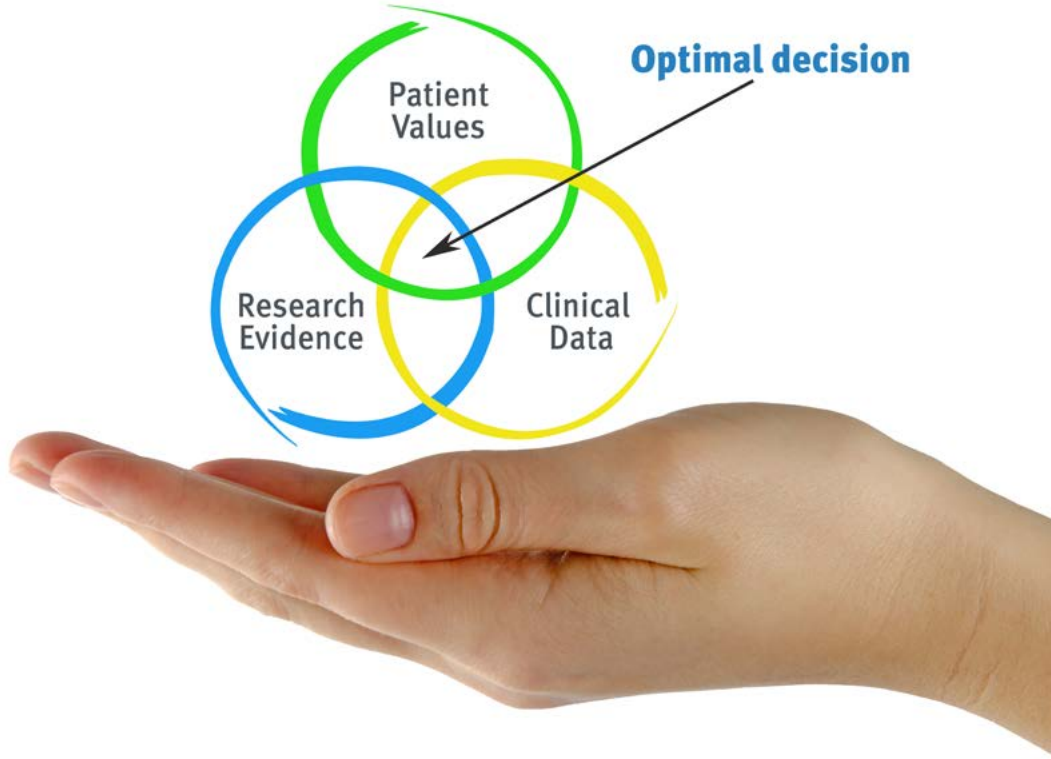 Optimal decision
Patient
Values
Research
Evidence
Clinical
Data